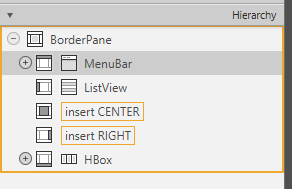 Hierarchy
BorderPane
MenuBar
ListView
insert CENTER
insert RIGHT
HBox